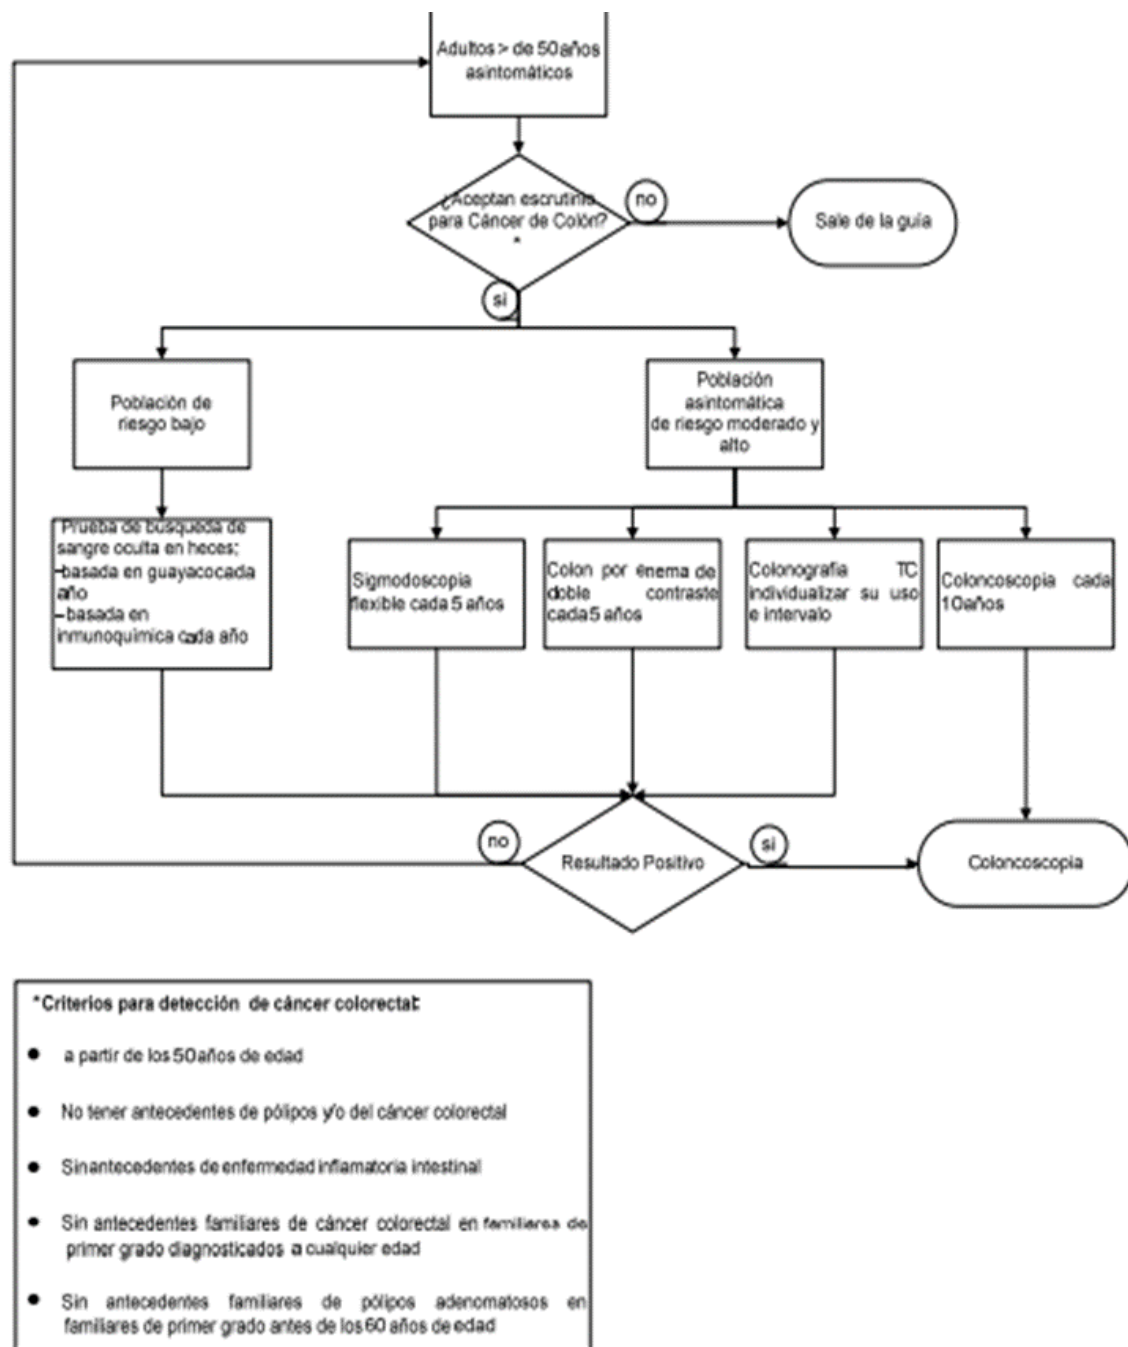 Adultos > de 50 años
asintomáticos
¿Aceptan escrutinio
para Cáncer de Colón?
*
no
Sale de la guía
si
Población de
riesgo bajo
Población
asintomática
de riesgo moderado y
alto
Prueba de busqueda de
sangre oculta en heces;
-basada en guayacocada
año
-basada en
inmunoquímica cada año
Sigmodoscopia
flexible cada 5 años
Colon por enema de
doble contraste
cada 5 años
Colonografia TC
individualizar su uso
e intervalo
Coloncoscopia cada
10años
no
Resultado Positivo
si
Coloncoscopia
*Criterios para detección de cáncer colorectal:
● a partir de los 50 años de edad
● No tener antecedentes de pólipos y/o del cáncer colorectal
● Sin antecedentes de enfermedad inflamatoria intestinal
● Sin antecedentes familiares de cáncer colorectal en familiares de
primer grado diagnosticados a cualquier edad
● Sin antecedentes familiares de pólipos adenomatosos en
familiares de primer grado antes de los 60 años de edad